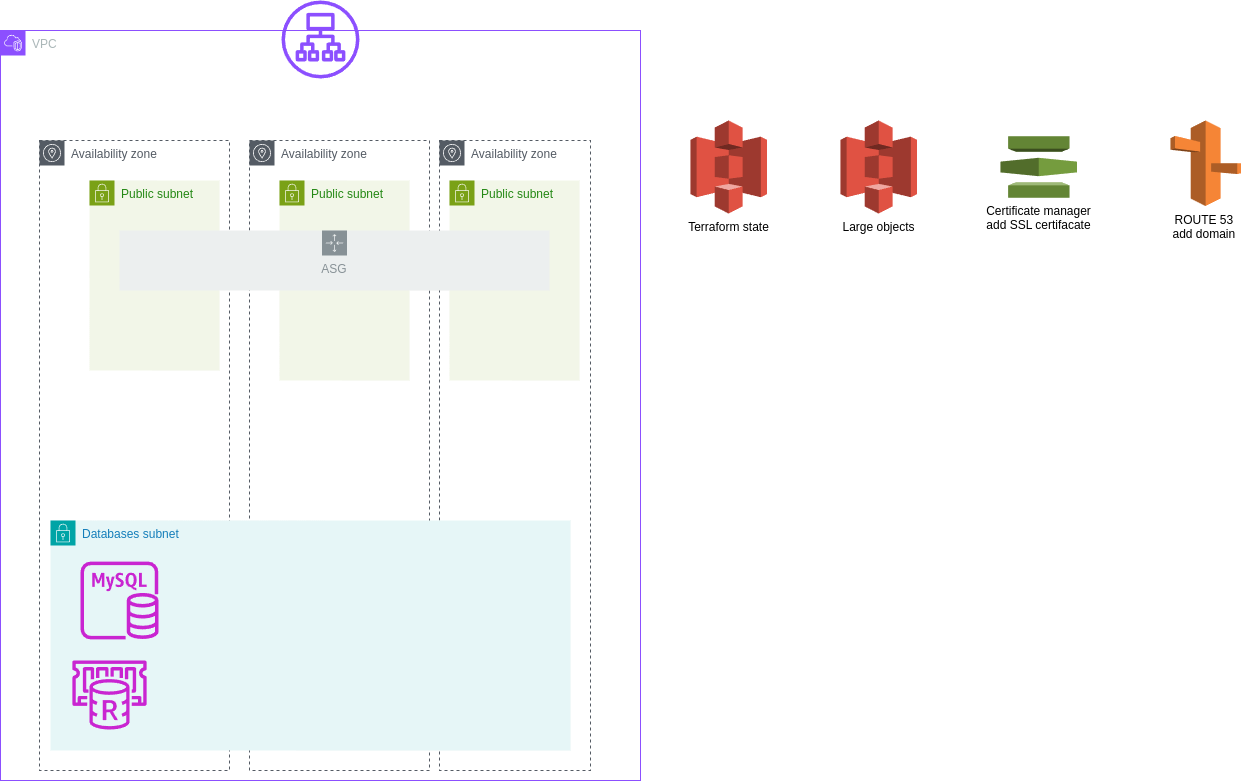 VPC
Availability zone
Availability zone
Availability zone
Public subnet
Public subnet
Public subnet
ASG
Databases subnet
MySQL
R
Terraform state
Large objects
Certificate manager
add SSL certifacate
ROUTE 53
add domain